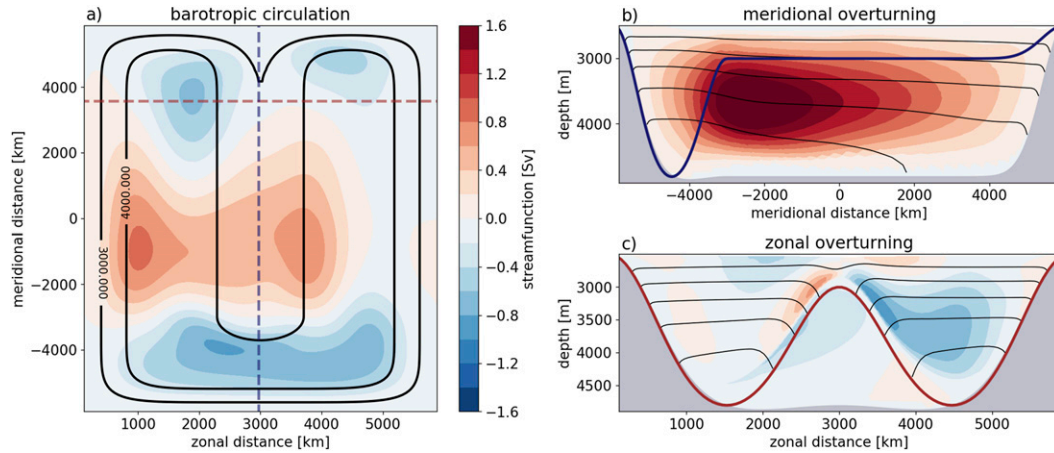 a) barotropic circulation
meridional distance [km]
4000
2000
0
−2000
−4000
3000.000
4000.000
1000 2000 3000 4000 5000
zonal distance [km]
1.6
1.2
0.8
0.4
0.0
−0.4
−0.8
−1.2
−1.6
streamfunction [Sv]
b) meridional overturning
depth [m]
3000
4000
−4000 −2000 0 2000 4000
meridional distance [km]
c) zonal overturning
depth [m]
3000
3500
4000
4500
1000 2000 3000 4000 5000
zonal distance [km]